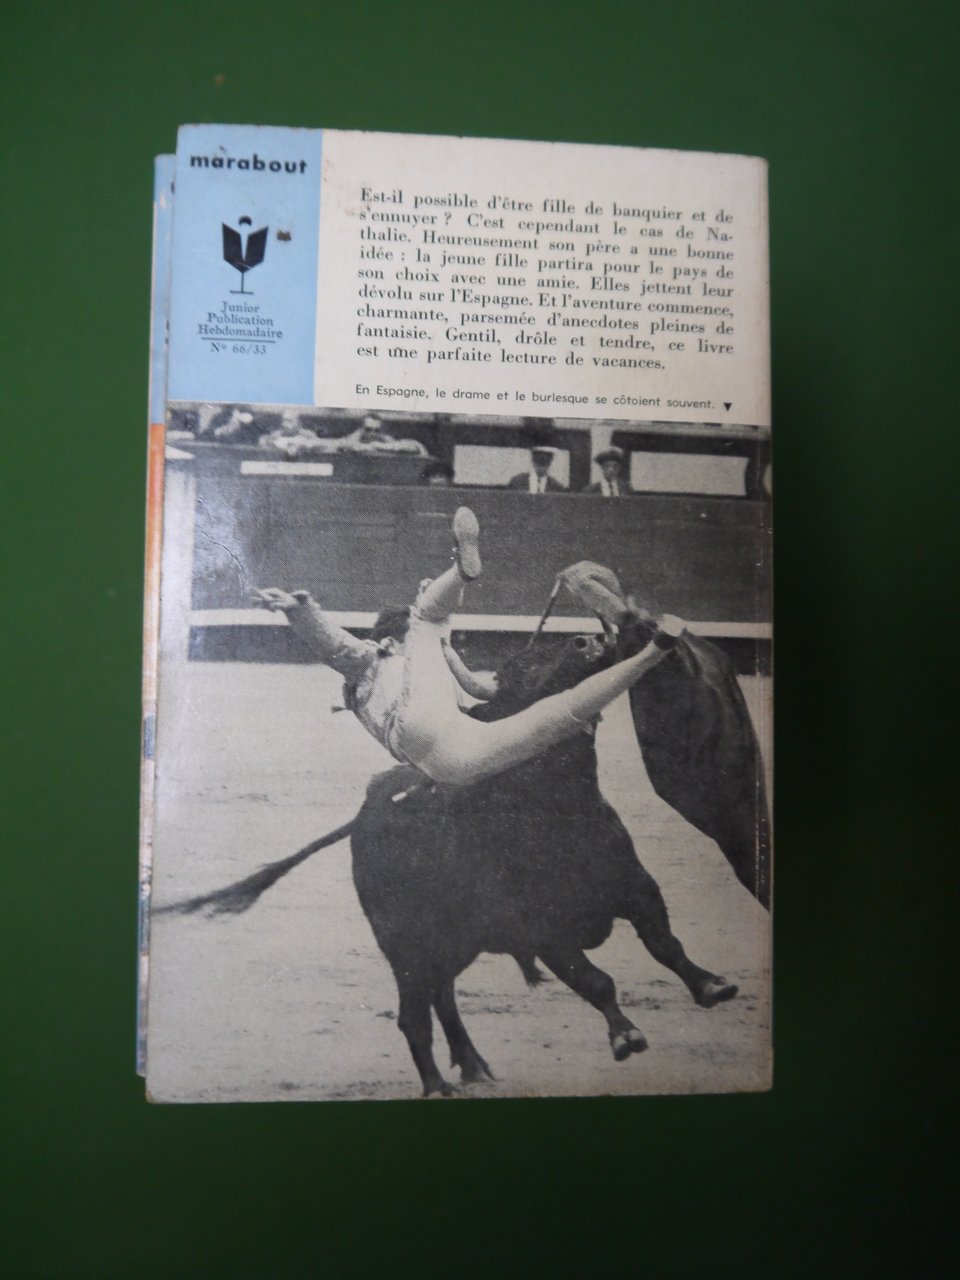 marabout
Junior
Publication
Hebdomadaire
N° 66/33
Est-il possible d'être fille de banquier et de
s'ennuyer ? C'est cependant le cas de Na-
thalie. Heureusement son père a une bonne
idée : la jeune fille partira pour le pays de
son choix avec une amie. Elles jettent leur
dévolu sur l'Espagne. Et l'aventure commence,
charmante, parsemée d'anecdotes pleines de
fantaisie. Gentil, drôle et tendre, ce livre
est une parfaite lecture de vacances.
En Espagne, le drame et le burlesque se côtoient souvent. ▼